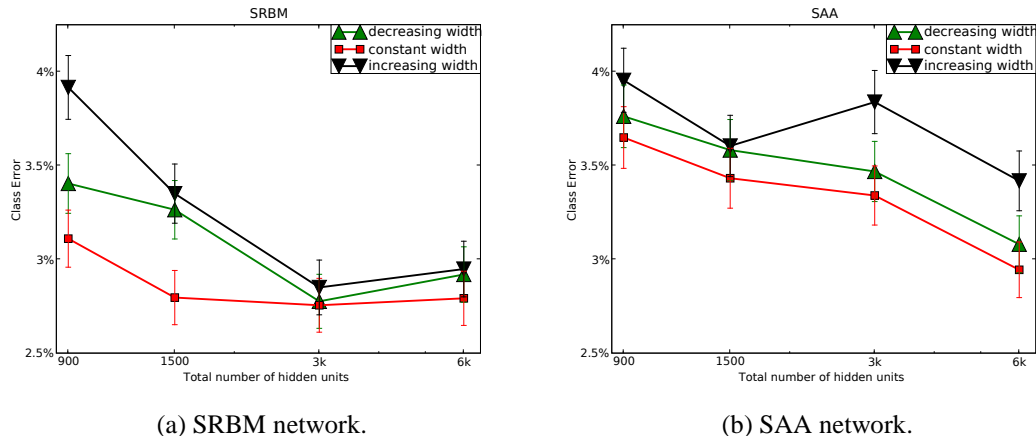 SRBM
decreasing width
constant width
increasing width
4%
3.5%
3%
2.5%
Class Error
900
1500
3k
6k
Total number of hidden units
(a) SRBM network.
SAA
decreasing width
constant width
increasing width
4%
3.5%
3%
2.5%
Class Error
900
1500
3k
6k
Total number of hidden units
(b) SAA network.